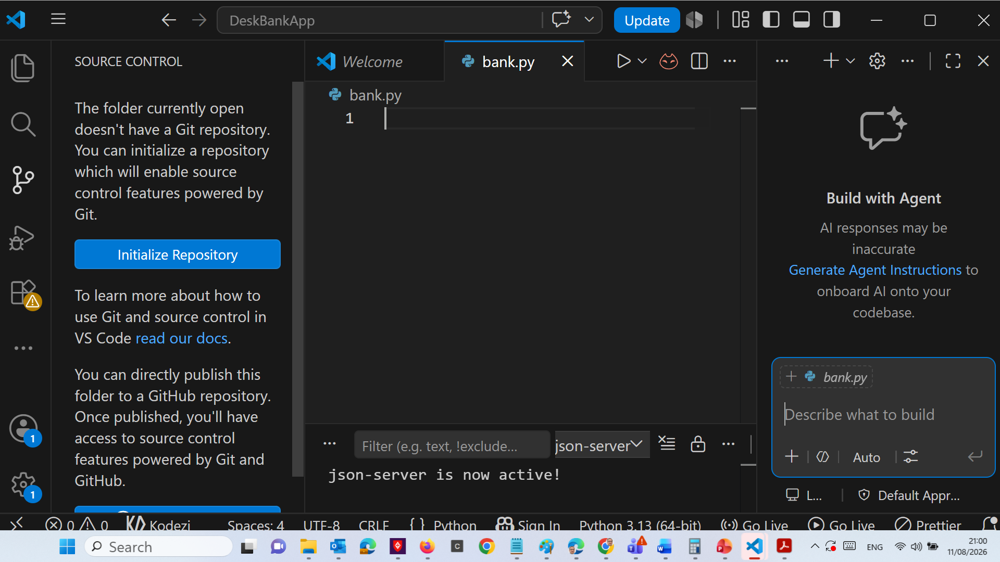 DeskBankApp
Update
SOURCE CONTROL
The folder currently open
doesn't have a Git repository.
You can initialize a repository
which will enable source
control features powered by
Git.
Initialize Repository
To learn more about how to
use Git and source control in
VS Code read our docs.
You can directly publish this
folder to a GitHub repository.
Once published, you'll have
access to source control
features powered by Git and
GitHub.
1
1
Welcome
bank.py
bank.py
1
Filter (e.g. text, !exclude...
json-server
json-server is now active!
Build with Agent
AI responses may be
inaccurate
Generate Agent Instructions to
onboard AI onto your
codebase.
bank.py
Describe what to build
Auto
L...
Default Appr...
0 0 Kodezi Spaces: 4 UTF-8 CRLF { } Python Sign In Python 3.13 (64-bit) Go Live Go Live Prettier
Search
ENG
21:00
11/08/2026